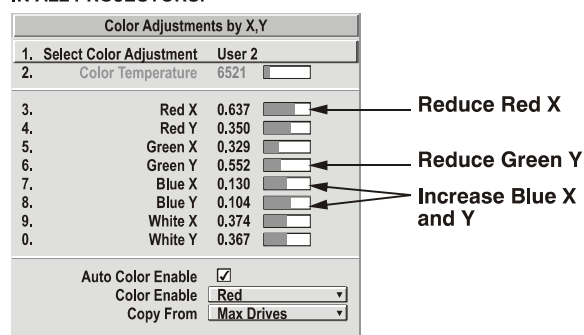 IN ALL PROJECTORS.
Color Adjustments by X,Y
1. Select Color Adjustment User 2
2. Color Temperature 6521
3. Red X 0.637
Reduce Red X
4. Red Y 0.350
5. Green X 0.329
6. Green Y 0.552
Reduce Green Y
7. Blue X 0.130
8. Blue Y 0.104
Increase Blue X
and Y
9. White X 0.374
0. White Y 0.367
Auto Color Enable
Color Enable Red
Copy From Max Drives